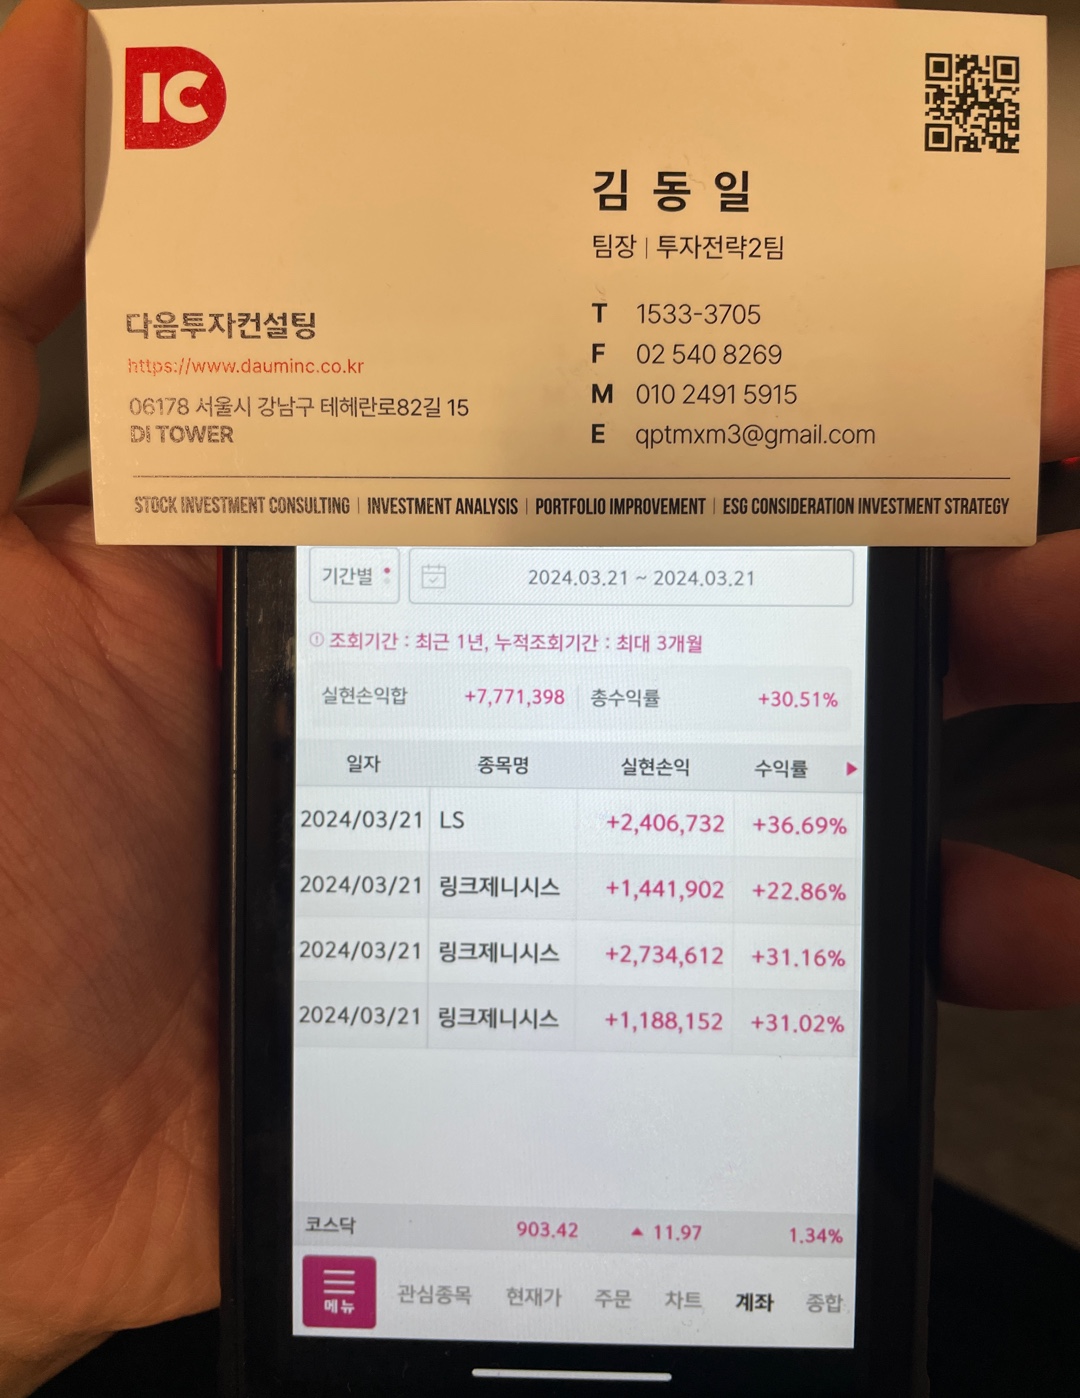 IC
김동일
팀장 | 투자전략2팀
다음투자컨설팅
https://www.dauminc.co.kr
06178 서울시 강남구 테헤란로82길 15
DI TOWER
T 1533-3705
F 02 540 8269
M 010 2491 5915
E qptmxm3@gmail.com
STOCK INVESTMENT CONSULTING | INVESTMENT ANALYSIS | PORTFOLIO IMPROVEMENT | ESG CONSIDERATION INVESTMENT STRATEGY
기간별 2024.03.21 ~ 2024.03.21
조회기간 : 최근 1년, 누적조회기간 : 최대 3개월
실현손익합 +7,771,398 총수익률 +30.51%
일자 종목명 실현손익 수익률
2024/03/21 LS +2,406,732 +36.69%
2024/03/21 링크제니시스 +1,441,902 +22.86%
2024/03/21 링크제니시스 +2,734,612 +31.16%
2024/03/21 링크제니시스 +1,188,152 +31.02%
코스닥 903.42 ▲ 11.97 1.34%
메뉴 관심종목 현재가 주문 차트 계좌 종합